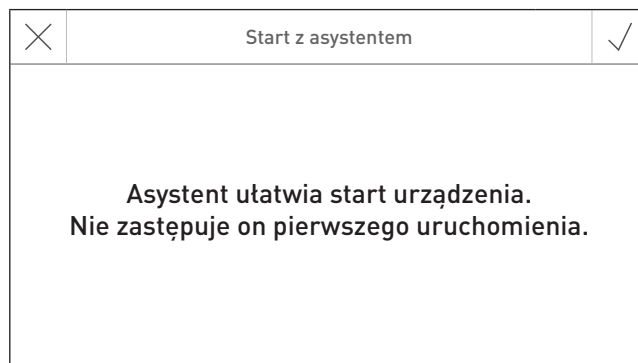 Start z asystentem
Asystent ułatwia start urządzenia.
Nie zastępuje on pierwszego uruchomienia.